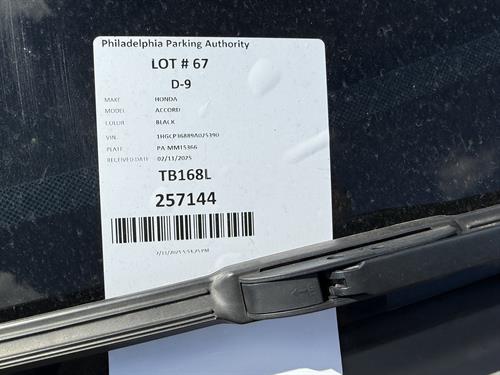 Philadelphia Parking Authority
LOT # 67
D-9
MAKE HONDA
MODEL ACCORD
COLOR BLACK
VIN 1HGCP36889A025390
PLATE PA-MM15366
RECEIVED DATE 02/11/2025
TB168L
257144